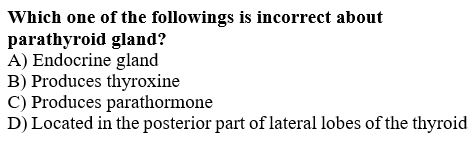 Which one of the followings is incorrect about
parathyroid gland?
A) Endocrine gland
B) Produces thyroxine
C) Produces parathormone
D) Located in the posterior part of lateral lobes of the thyroid